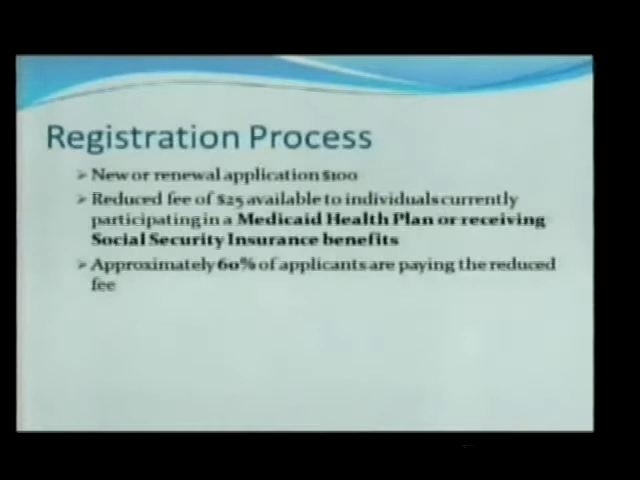 Registration Process
➢ New or renewal application $100
➢ Reduced fee of $25 available to individuals currently
participating in a Medicaid Health Plan or receiving
Social Security Insurance benefits
➢ Approximately 60% of applicants are paying the reduced
fee